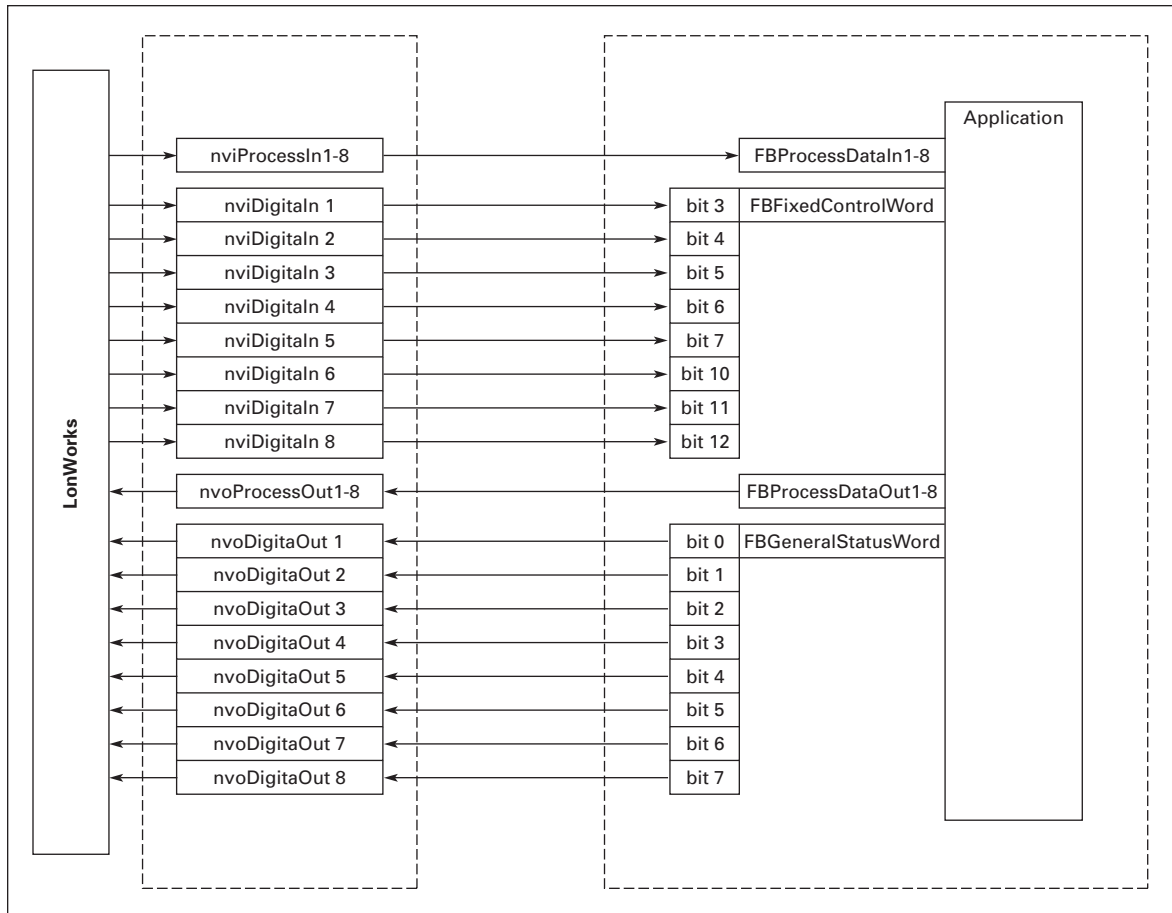 Application
nviProcessIn1-8
FBProcessDataIn1-8
nviDigitaIn 1
bit 3
FBFixedControlWord
nviDigitaIn 2
bit 4
nviDigitaIn 3
bit 5
nviDigitaIn 4
bit 6
nviDigitaIn 5
bit 7
nviDigitaIn 6
bit 10
nviDigitaIn 7
bit 11
nviDigitaIn 8
bit 12
LonWorks
nvoProcessOut1-8
FBProcessDataOut1-8
nvoDigitaOut 1
bit 0
FBGeneralStatusWord
nvoDigitaOut 2
bit 1
nvoDigitaOut 3
bit 2
nvoDigitaOut 4
bit 3
nvoDigitaOut 5
bit 4
nvoDigitaOut 6
bit 5
nvoDigitaOut 7
bit 6
nvoDigitaOut 8
bit 7